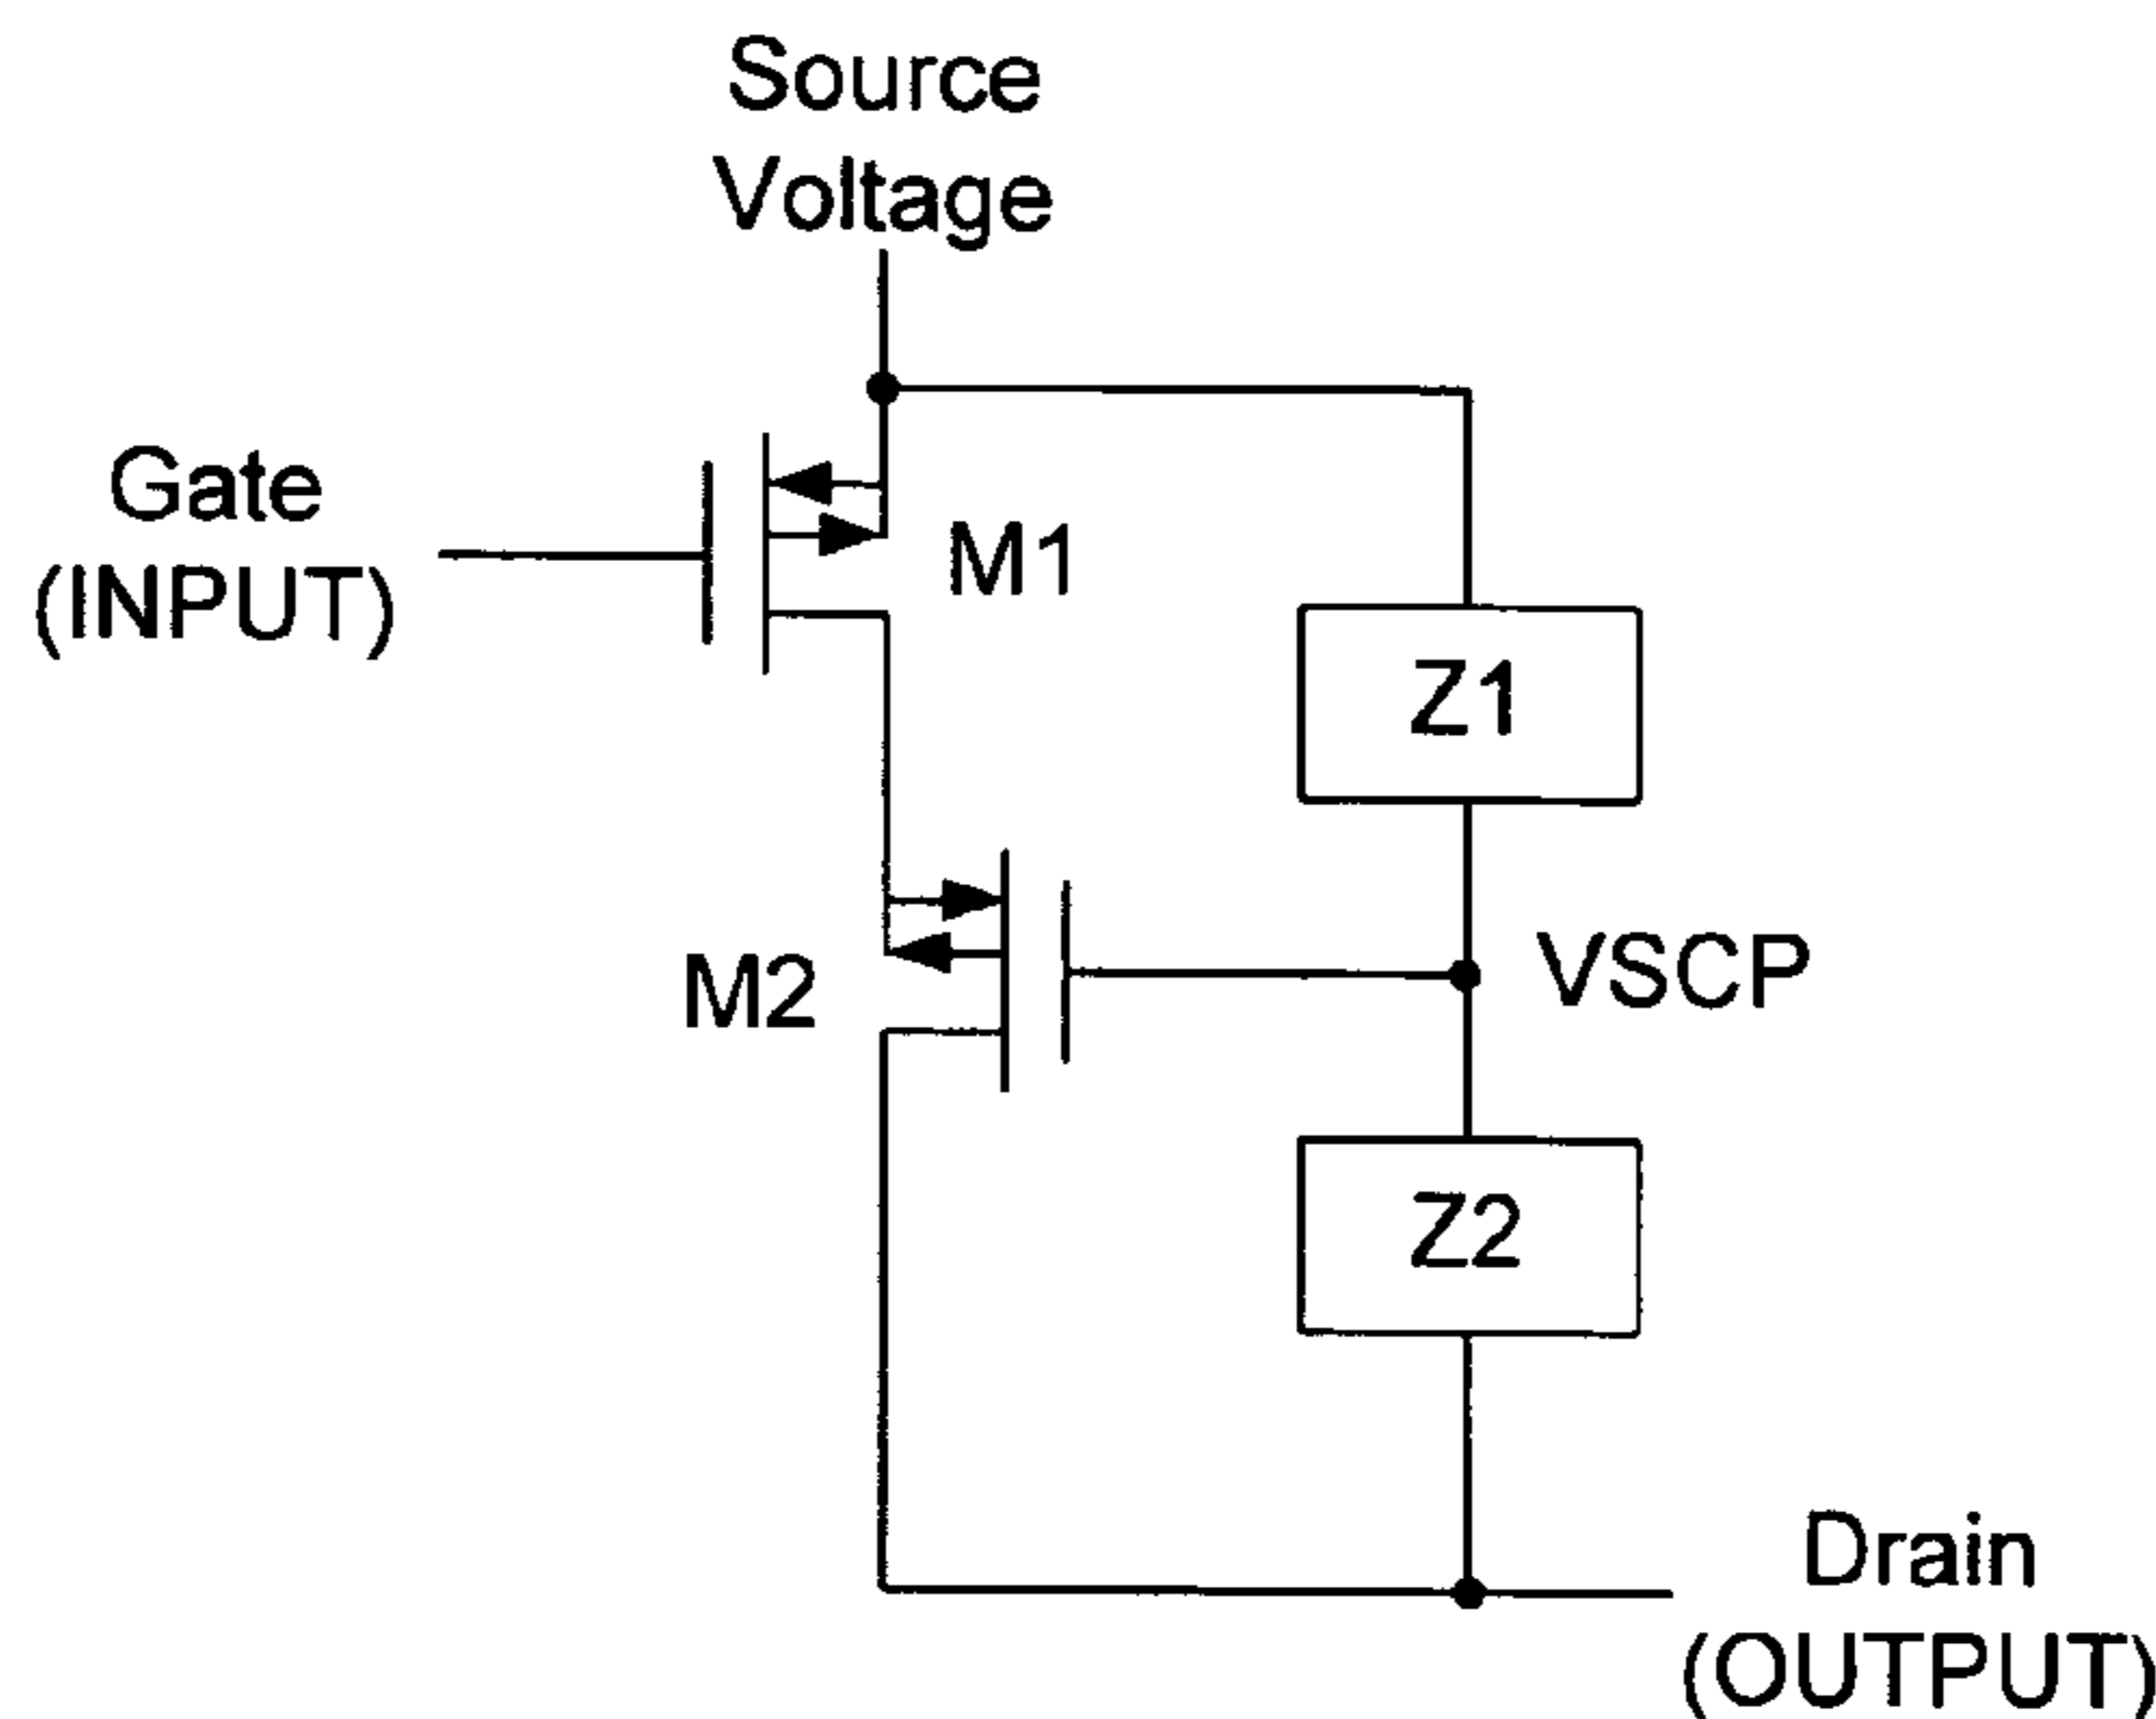 Source
Voltage
Gate
(INPUT)
M1
Z1
M2
VSCP
Z2
Drain
(OUTPUT)